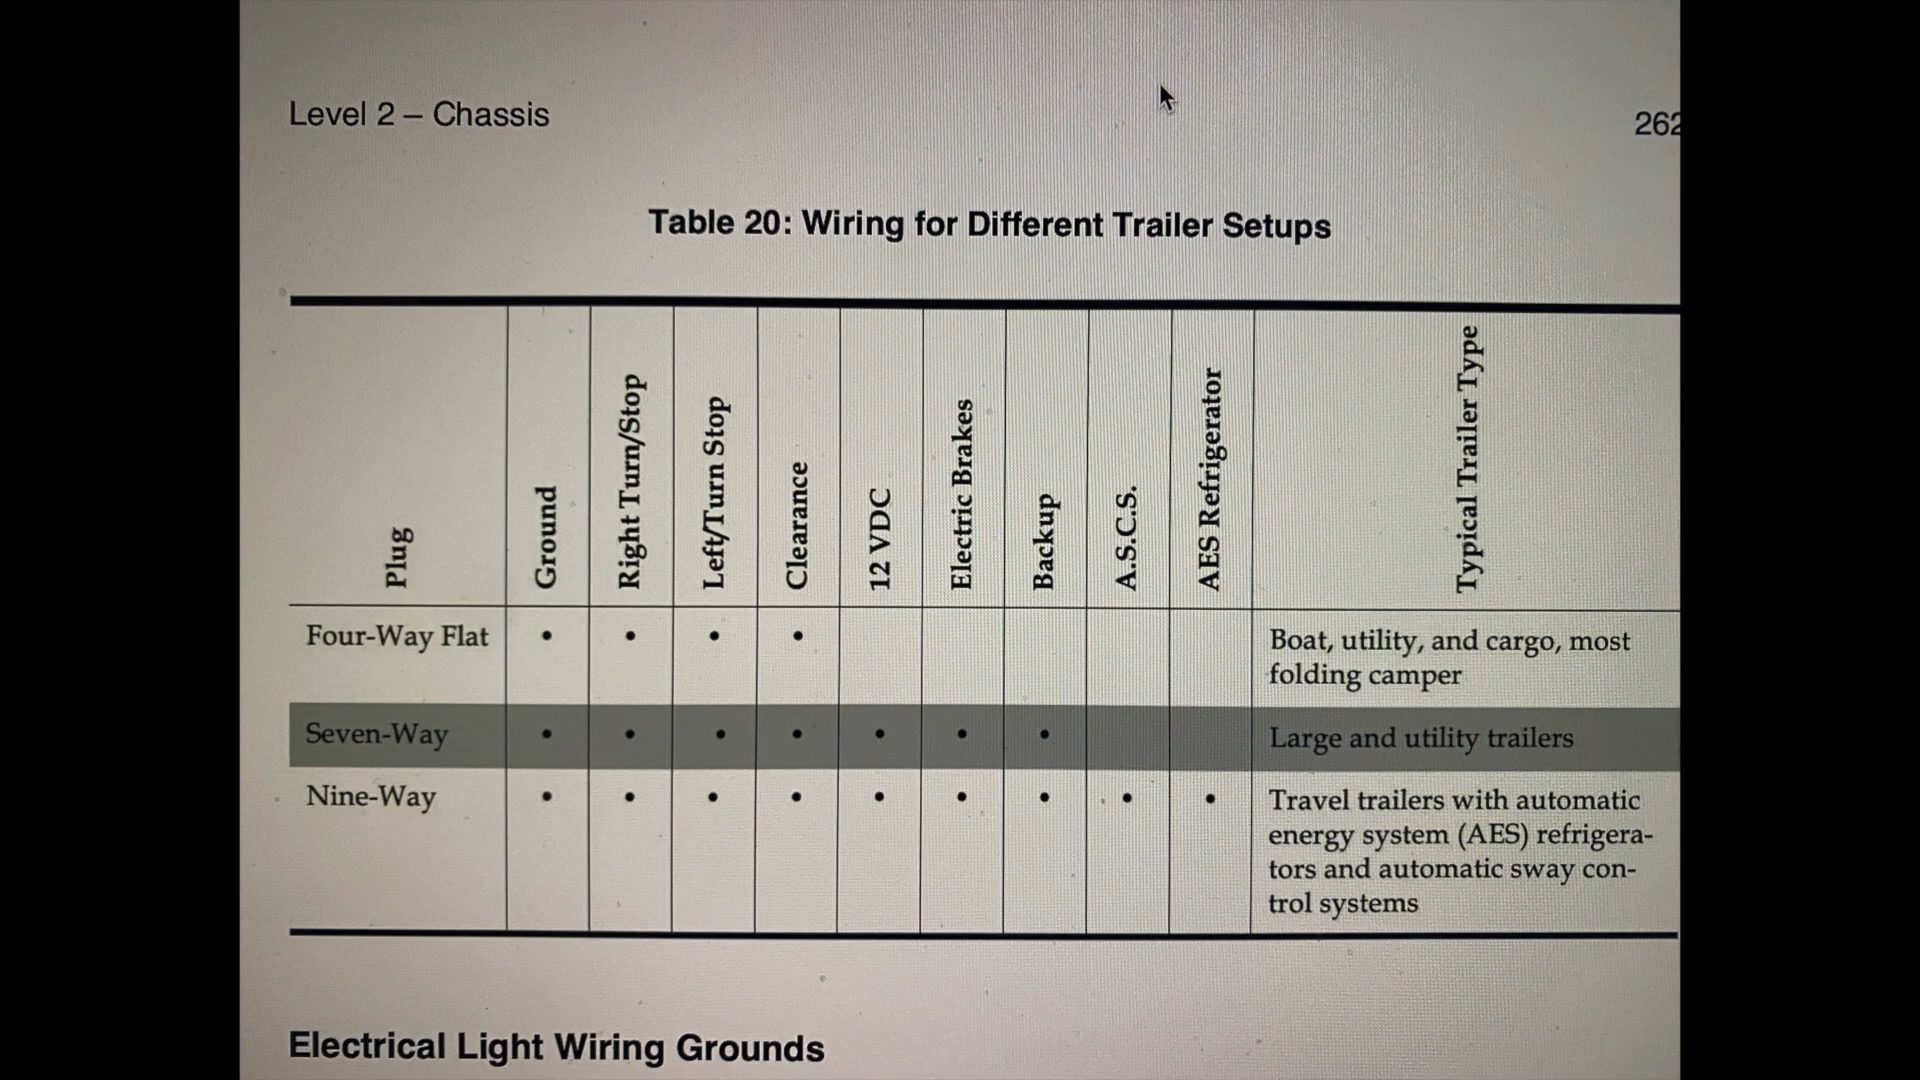 Level 2 – Chassis
262
Table 20: Wiring for Different Trailer Setups
Plug
Ground
Right Turn/Stop
Left/Turn Stop
Clearance
12 VDC
Electric Brakes
Backup
A.S.C.S.
AES Refrigerator
Typical Trailer Type
Four-Way Flat • • • • Boat, utility, and cargo, most
folding camper
Seven-Way • • • • • • • Large and utility trailers
Nine-Way • • • • • • • • • Travel trailers with automatic
energy system (AES) refrigera-
tors and automatic sway con-
trol systems
Electrical Light Wiring Grounds